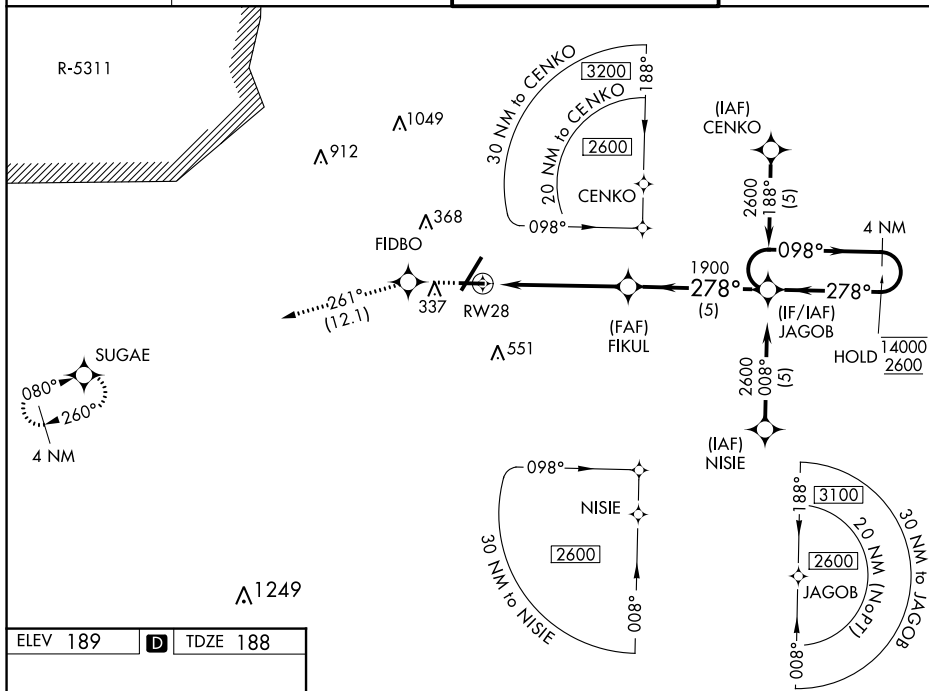 R-5311
1049
912
368
FIDBO
261°
(12.1)
337
RW28
551
SUGAE
080°
260°
4 NM
1249
30 NM to CENKO
3200
188°
20 NM to CENKO
2600
CENKO
098°
(IAF)
CENKO
2600
188°
(5)
4 NM
098°
1900
278°
(5)
278°
(FAF)
FIKUL
(IF/IAF)
JAGOB
HOLD
14000
2600
2600
008°
(5)
(IAF)
NISIE
098°
NISIE
2600
30 NM to NISIE
008°
188°
3100
2600
JAGOB
20 NM (NoPT)
30 NM to JAGOB
008°
ELEV 189 D TDZE 188